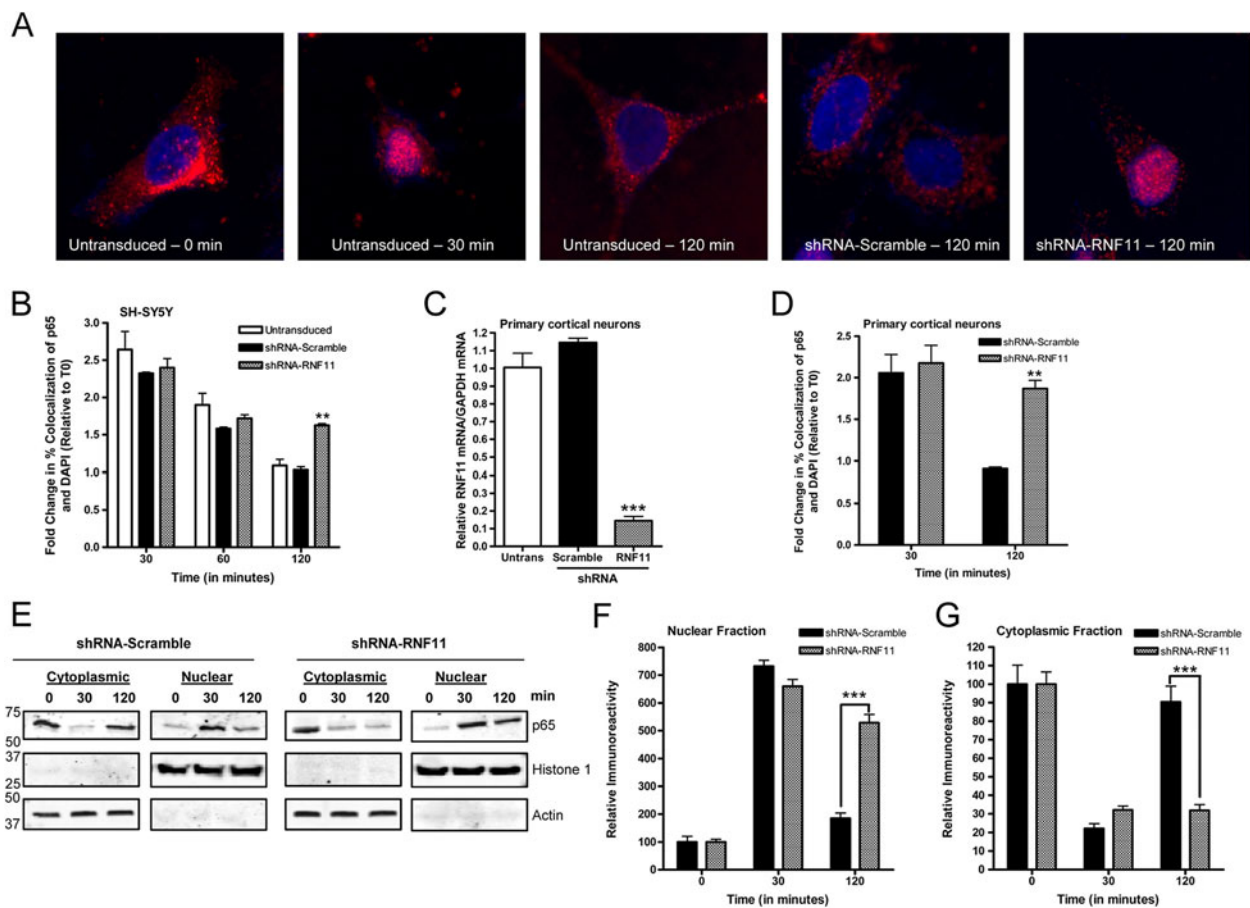 A
Untransduced – 0 min
Untransduced – 30 min
Untransduced – 120 min
shRNA-Scramble – 120 min
shRNA-RNF11 – 120 min
B
SH-SY5Y
Fold Change in % Colocalization of p65
and DAPI (Relative to T0)
3.0
2.5
2.0
1.5
1.0
0.5
0.0
Untransduced
shRNA-Scramble
shRNA-RNF11
**
30 60 120
Time (in minutes)
C
Primary cortical neurons
Relative RNF11 mRNA/GAPDH mRNA
1.2
1.1
1.0
0.9
0.8
0.7
0.6
0.5
0.4
0.3
0.2
0.1
0.0
***
Untrans Scramble RNF11
shRNA
D
Primary cortical neurons
Fold Change in % Colocalization of p65
and DAPI (Relative to T0)
2.5
2.0
1.5
1.0
0.5
0.0
shRNA-Scramble
shRNA-RNF11
**
30 120
Time (in minutes)
E
shRNA-Scramble shRNA-RNF11
Cytoplasmic Nuclear Cytoplasmic Nuclear
0 30 120 0 30 120 0 30 120 0 30 120 min
75
50
p65
37
25
Histone 1
50
37
Actin
F
Nuclear Fraction
Relative Immunoreactivity
800
700
600
500
400
300
200
100
0
shRNA-Scramble
shRNA-RNF11
***
0 30 120
Time (in minutes)
G
Cytoplasmic Fraction
Relative Immunoreactivity
120
110
100
90
80
70
60
50
40
30
20
10
0
shRNA-Scramble
shRNA-RNF11
***
0 30 120
Time (in minutes)